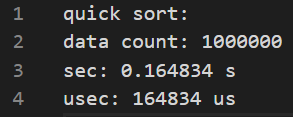 1 quick sort:
2 data count: 1000000
3 sec: 0.164834 s
4 usec: 164834 us